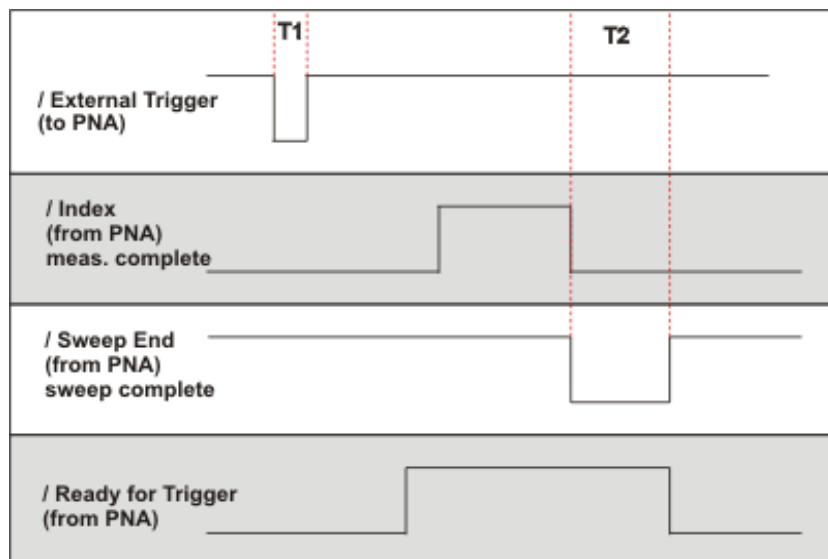 T1
T2
/ External Trigger
(to PNA)
/ Index
(from PNA)
meas. complete
/ Sweep End
(from PNA)
sweep complete
/ Ready for Trigger
(from PNA)